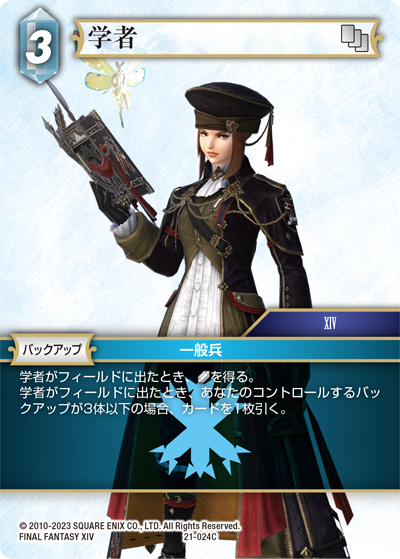 3
学者
XIV
バックアップ
一般兵
学者がフィールドに出たとき、を得る。
学者がフィールドに出たとき、あなたのコントロールするバッ
クアップが3体以下の場合、カードを1枚引く。
© 2010-2023 SQUARE ENIX CO., LTD. All Rights Reserved.
FINAL FANTASY XIV
21-024C